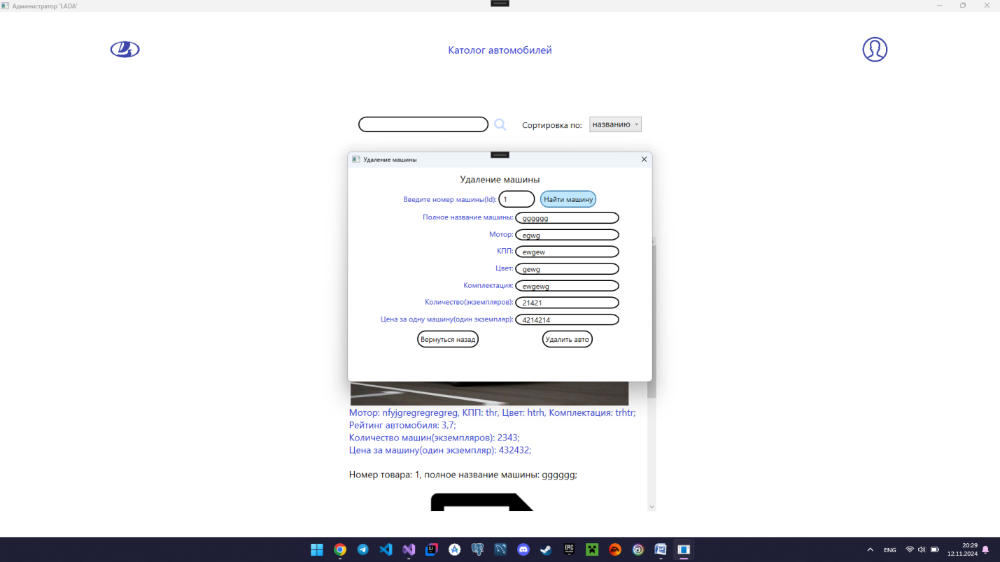 Администратор 'LADA'
Католог автомобилей
Сортировка по: названию
Удаление машины
Удаление машины
Введите номер машины(Id): 1 Найти машину
Полное название машины: gggggg
Мотор: egwg
КПП: ewgew
Цвет: gewg
Комплектация: ewgewg
Количество(экземпляров): 21421
Цена за одну машину(один экземпляр): 4214214
Вернуться назад Удалить авто
Мотор: nfyjgregregregreg, КПП: thr, Цвет: htrh, Комплектация: trhtr;
Рейтинг автомобиля: 3,7;
Количество машин(экземпляров): 2343;
Цена за машину(один экземпляр): 432432;
Номер товара: 1, полное название машины: gggggg;
ENG
20:29
12.11.2024